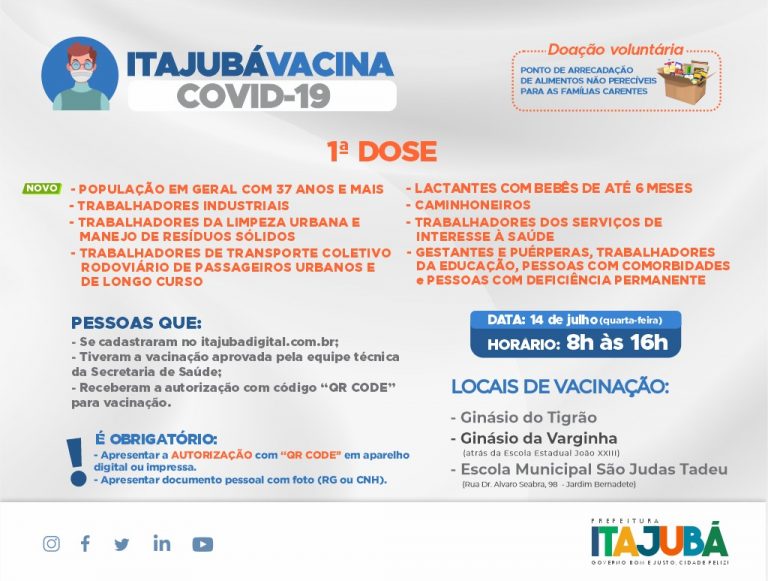 ITAJUBÁVACINA
COVID-19
Doação voluntária
PONTO DE ARRECADAÇÃO
DE ALIMENTOS NÃO PERECÍVEIS
PARA AS FAMÍLIAS CARENTES
1ª DOSE
NOVO
- POPULAÇÃO EM GERAL COM 37 ANOS E MAIS
- TRABALHADORES INDUSTRIAIS
- TRABALHADORES DA LIMPEZA URBANA E
MANEJO DE RESÍDUOS SÓLIDOS
- TRABALHADORES DE TRANSPORTE COLETIVO
RODOVIÁRIO DE PASSAGEIROS URBANOS E
DE LONGO CURSO
- LACTANTES COM BEBÊS DE ATÉ 6 MESES
- CAMINHONEIROS
- TRABALHADORES DOS SERVIÇOS DE
INTERESSE À SAÚDE
- GESTANTES E PUÉRPERAS, TRABALHADORES
DA EDUCAÇÃO, PESSOAS COM COMORBIDADES
e PESSOAS COM DEFICIÊNCIA PERMANENTE
PESSOAS QUE:
- Se cadastraram no itajubadigital.com.br;
- Tiveram a vacinação aprovada pela equipe técnica
da Secretaria de Saúde;
- Receberam a autorização com código “QR CODE”
para vacinação.
! É OBRIGATÓRIO:
- Apresentar a AUTORIZAÇÃO com “QR CODE” em aparelho
digital ou impressa.
- Apresentar documento pessoal com foto (RG ou CNH).
DATA: 14 de julho (quarta-feira)
HORÁRIO: 8h às 16h
LOCAIS DE VACINAÇÃO:
- Ginásio do Tigrão
- Ginásio da Varginha
(atrás da Escola Estadual João XXIII)
- Escola Municipal São Judas Tadeu
(Rua Dr. Alvaro Seabra, 98 - Jardim Bernadete)
PREFEITURA
ITAJUBÁ
GOVERNO BOM E JUSTO, CIDADE FELIZ!